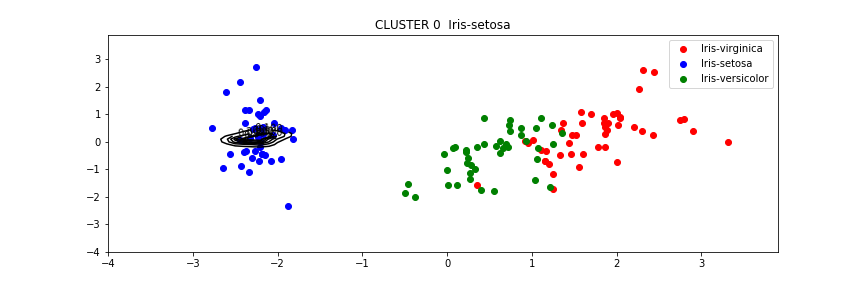 CLUSTER 0 Iris-setosa
Iris-virginica
Iris-setosa
Iris-versicolor
3
2
1
0
−1
−2
−3
−4
−4 −3 −2 −1 0 1 2 3